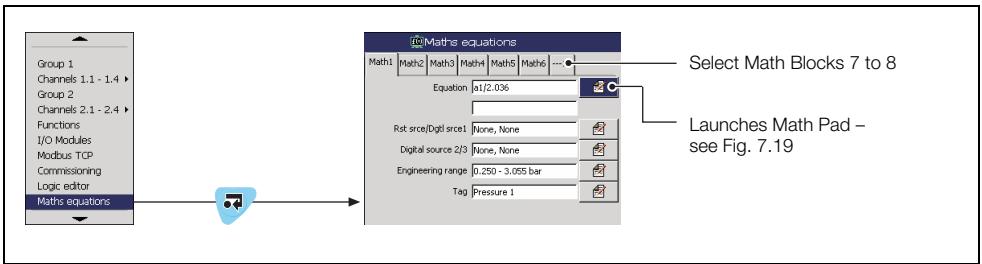 Group 1
Channels 1.1 - 1.4
Group 2
Channels 2.1 - 2.4
Functions
I/O Modules
Modbus TCP
Commissioning
Logic editor
Maths equations
Maths equations
Math1 Math2 Math3 Math4 Math5 Math6 ---
Equation a1/2.036
Rst srce/Dgtl srce1 None, None
Digital source 2/3 None, None
Engineering range 0.250 - 3.055 bar
Tag Pressure 1
Select Math Blocks 7 to 8
Launches Math Pad –
see Fig. 7.19